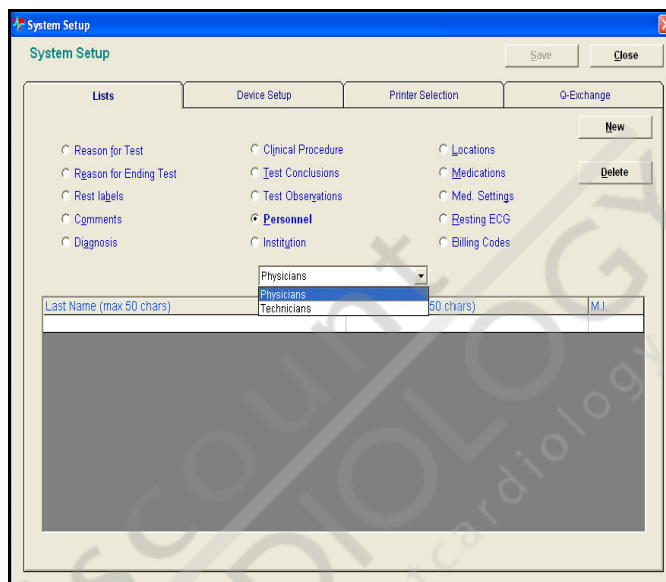 System Setup
System Setup
Save
Close
Lists
Device Setup
Printer Selection
Q-Exchange
New
Reason for Test
Clinical Procedure
Locations
Reason for Ending Test
Test Conclusions
Medications
Delete
Rest labels
Test Observations
Med. Settings
Comments
Personnel
Resting ECG
Diagnosis
Institution
Billing Codes
Physicians
Physicians
Technicians
Last Name (max 50 chars)
50 chars)
M.I.